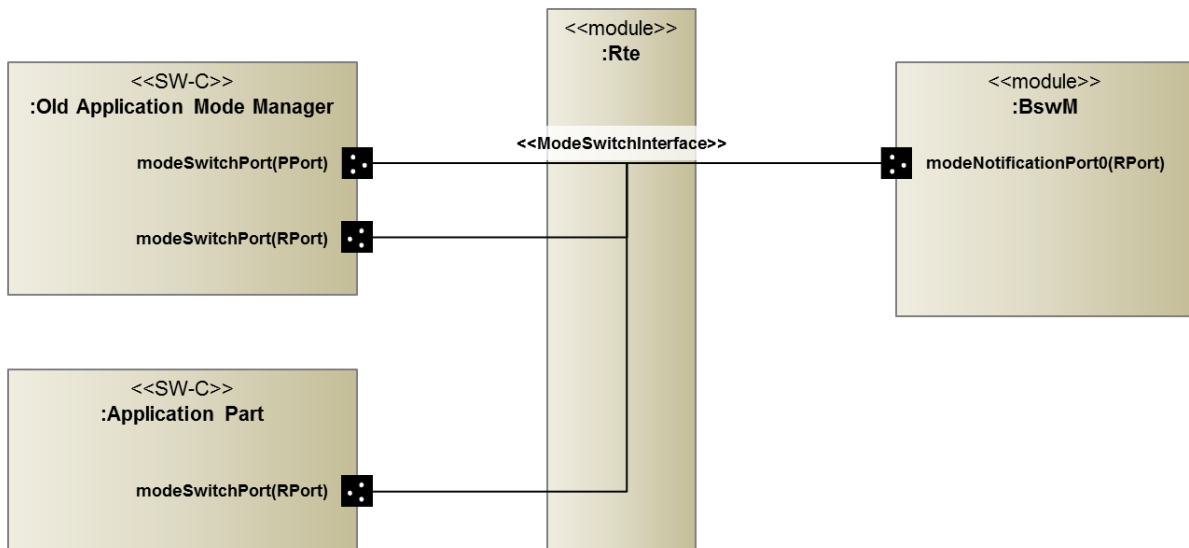 <<module>>
:Rte
<<SW-C>>
:Old Application Mode Manager
<<module>>
:BswM
<<ModeSwitchInterface>>
modeSwitchPort(PPort)
modeNotificationPort0(RPort)
modeSwitchPort(RPort)
<<SW-C>>
:Application Part
modeSwitchPort(RPort)